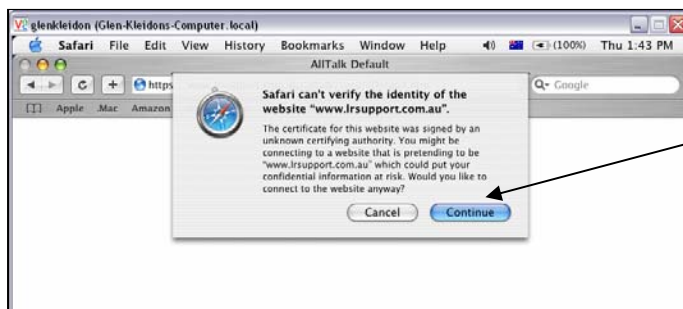 glenkleidon (Glen-Kleidons-Computer.local)
Safari File Edit View History Bookmarks Window Help (100%) Thu 1:43 PM
AllTalk Default
https Google
Apple .Mac Amazon
Safari can't verify the identity of the
website "www.lrsupport.com.au".
The certificate for this website was signed by an
unknown certifying authority. You might be
connecting to a website that is pretending to be
"www.lrsupport.com.au" which could put your
confidential information at risk. Would you like to
connect to the website anyway?
Cancel Continue